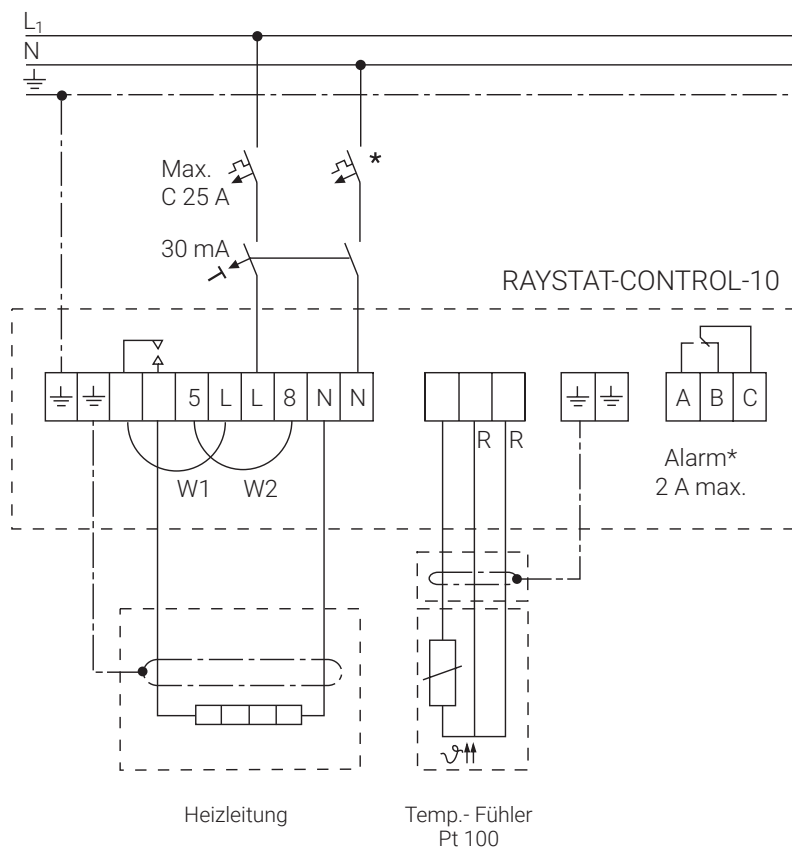 L₁
N
Max.
C 25 A
*
30 mA
RAYSTAT-CONTROL-10
5 L L 8 N N
A B C
R R
W1 W2
Alarm*
2 A max.
ϑ
Heizleitung
Temp.- Fühler
Pt 100